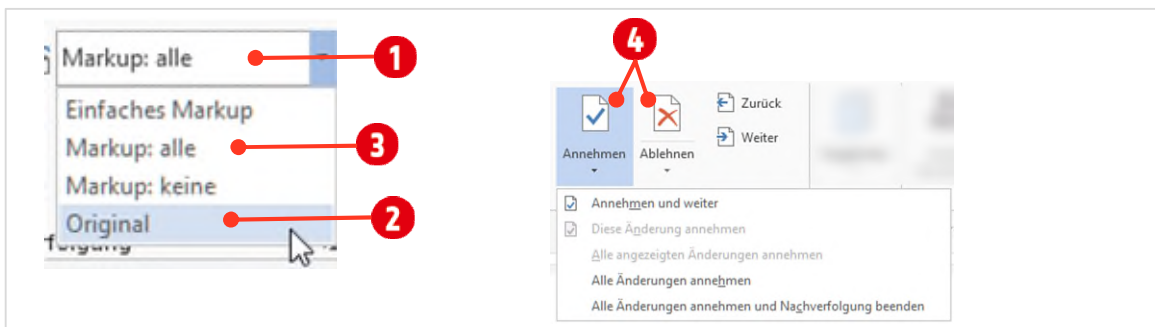 Markup: alle
1
Einfaches Markup
Markup: alle
3
Markup: keine
Original
2
4
Annehmen
Ablehnen
Zurück
Weiter
Annehmen und weiter
Diese Änderung annehmen
Alle angezeigten Änderungen annehmen
Alle Änderungen annehmen
Alle Änderungen annehmen und Nachverfolgung beenden